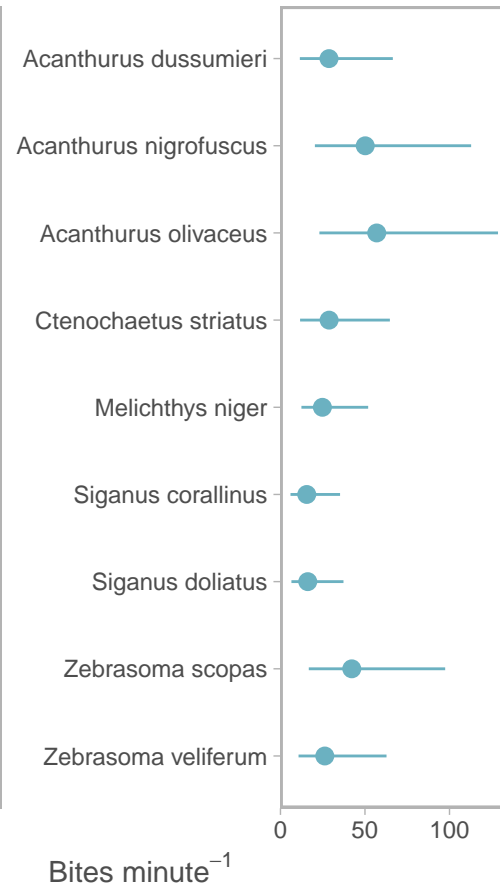 Acanthurus dussumieri
Acanthurus nigrofuscus
Acanthurus olivaceus
Ctenochaetus striatus
Melichthys niger
Siganus corallinus
Siganus doliatus
Zebrasoma scopas
Zebrasoma veliferum
0 50 100
Bites minute⁻¹